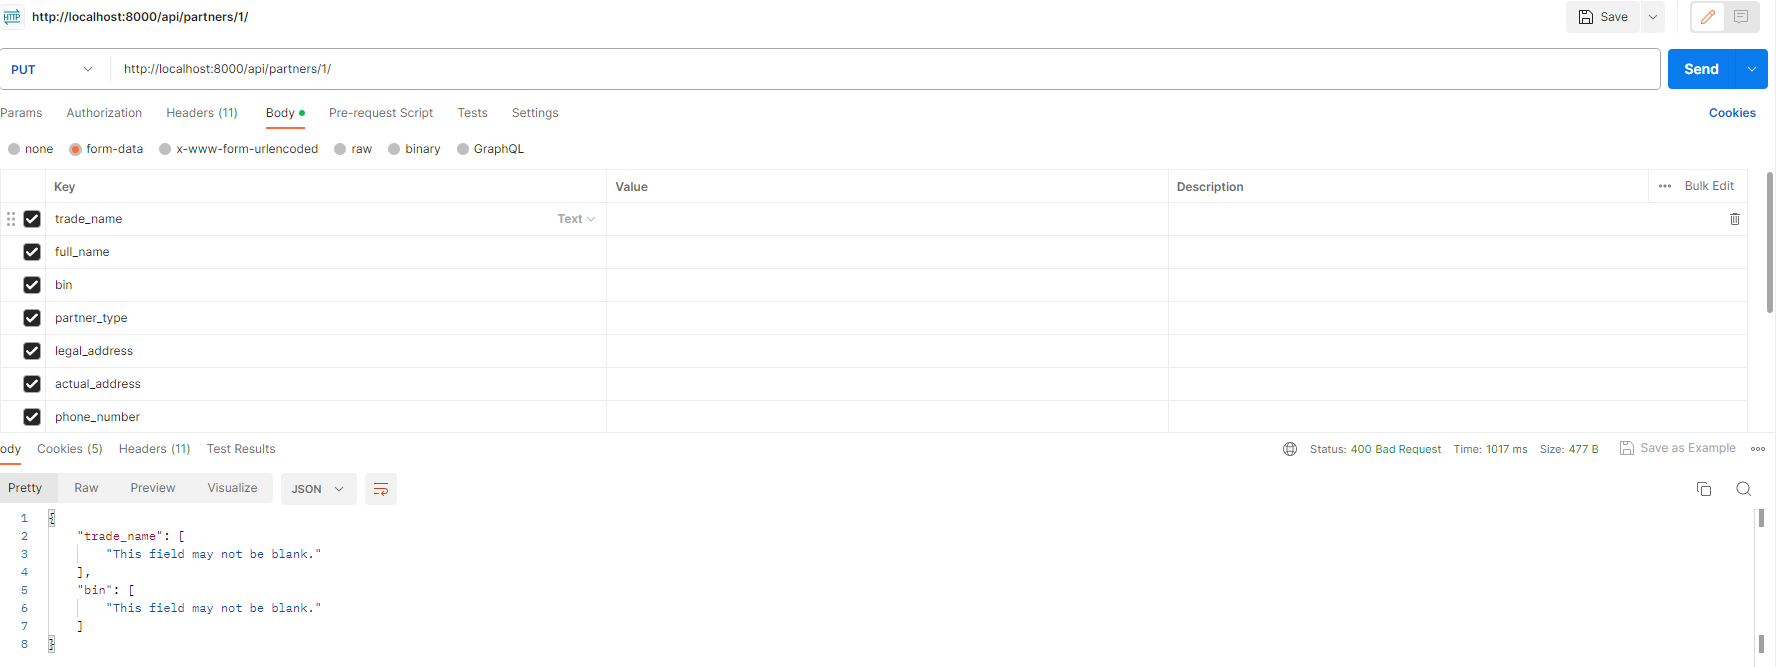 HTTP http://localhost:8000/api/partners/1/ Save
PUT http://localhost:8000/api/partners/1/ Send
Params Authorization Headers (11) Body Pre-request Script Tests Settings Cookies
none form-data x-www-form-urlencoded raw binary GraphQL
Key Value Description ••• Bulk Edit
trade_name Text
full_name
bin
partner_type
legal_address
actual_address
phone_number
ody Cookies (5) Headers (11) Test Results Status: 400 Bad Request Time: 1017 ms Size: 477 B Save as Example •••
Pretty Raw Preview Visualize JSON
1 {
2 "trade_name": [
3 "This field may not be blank."
4 ],
5 "bin": [
6 "This field may not be blank."
7 ]
8 }